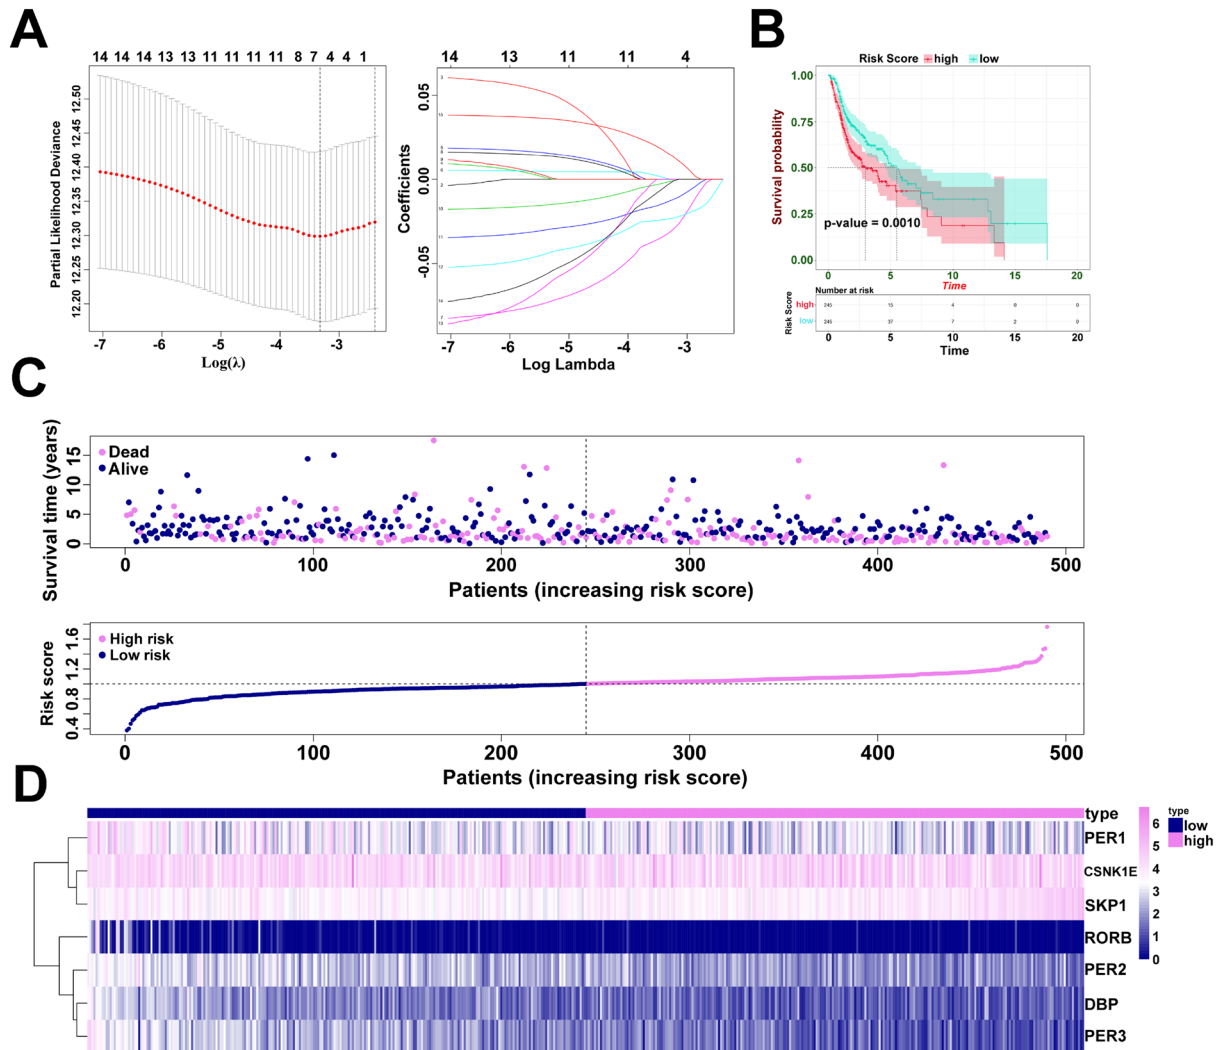 A
14 14 14 13 13 11 11 11 11 8 7 4 4 1
Partial Likelihood Deviance
12.50
12.45
12.40
12.35
12.30
12.25
12.20
-7 -6 -5 -4 -3
Log(λ)
14 13 11 11 4
Coefficients
0.05
0.00
-0.05
-7 -6 -5 -4 -3
Log Lambda
B
Risk Score high low
Survival probability
1.00
0.75
0.50
0.25
0.00
p-value = 0.0010
0 5 10 15 20
Time
Number at risk
Risk Score
high 245 15 4 0 0
low 245 37 7 2 0
0 5 10 15 20
Time
C
Survival time (years)
15
10
5
0
Dead
Alive
0 100 200 300 400 500
Patients (increasing risk score)
Risk score
1.6
1.2
0.8
0.4
High risk
Low risk
0 100 200 300 400 500
Patients (increasing risk score)
D
type
PER1
CSNK1E
SKP1
RORB
PER2
DBP
PER3
6
5
4
3
2
1
0
type
low
high